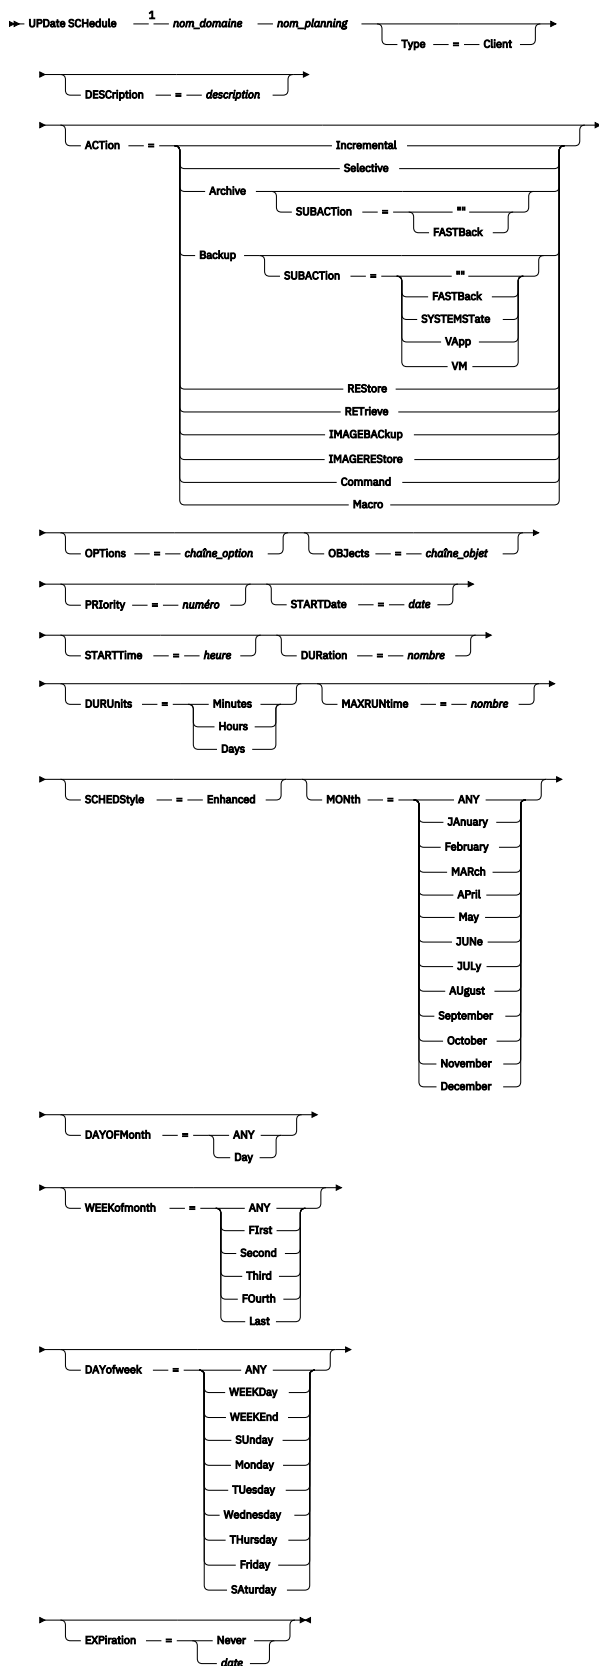 UPDate SCHedule 1 nom_domaine nom_planning
Type = Client
DESCription = description
ACTion = Incremental
Selective
Archive
SUBACTion = ""
FASTBack
Backup
SUBACTion = ""
FASTBack
SYSTEMSTate
VApp
VM
REStore
RETrieve
IMAGEBACkup
IMAGEREStore
Command
Macro
OPTions = chaîne_option OBJects = chaîne_objet
PRIority = numéro STARTDate = date
STARTTime = heure DURation = nombre
DURUnits = Minutes MAXRUNtime = nombre
Hours
Days
SCHEDStyle = Enhanced MONth = ANY
JAnuary
February
MARch
APril
May
JUNe
JULy
AUgust
September
October
November
December
DAYOFMonth = ANY
Day
WEEKofmonth = ANY
FIrst
Second
Third
FOurth
Last
DAYofweek = ANY
WEEKDay
WEEKEnd
SUnday
Monday
TUesday
Wednesday
THursday
Friday
SAturday
EXPiration = Never
date